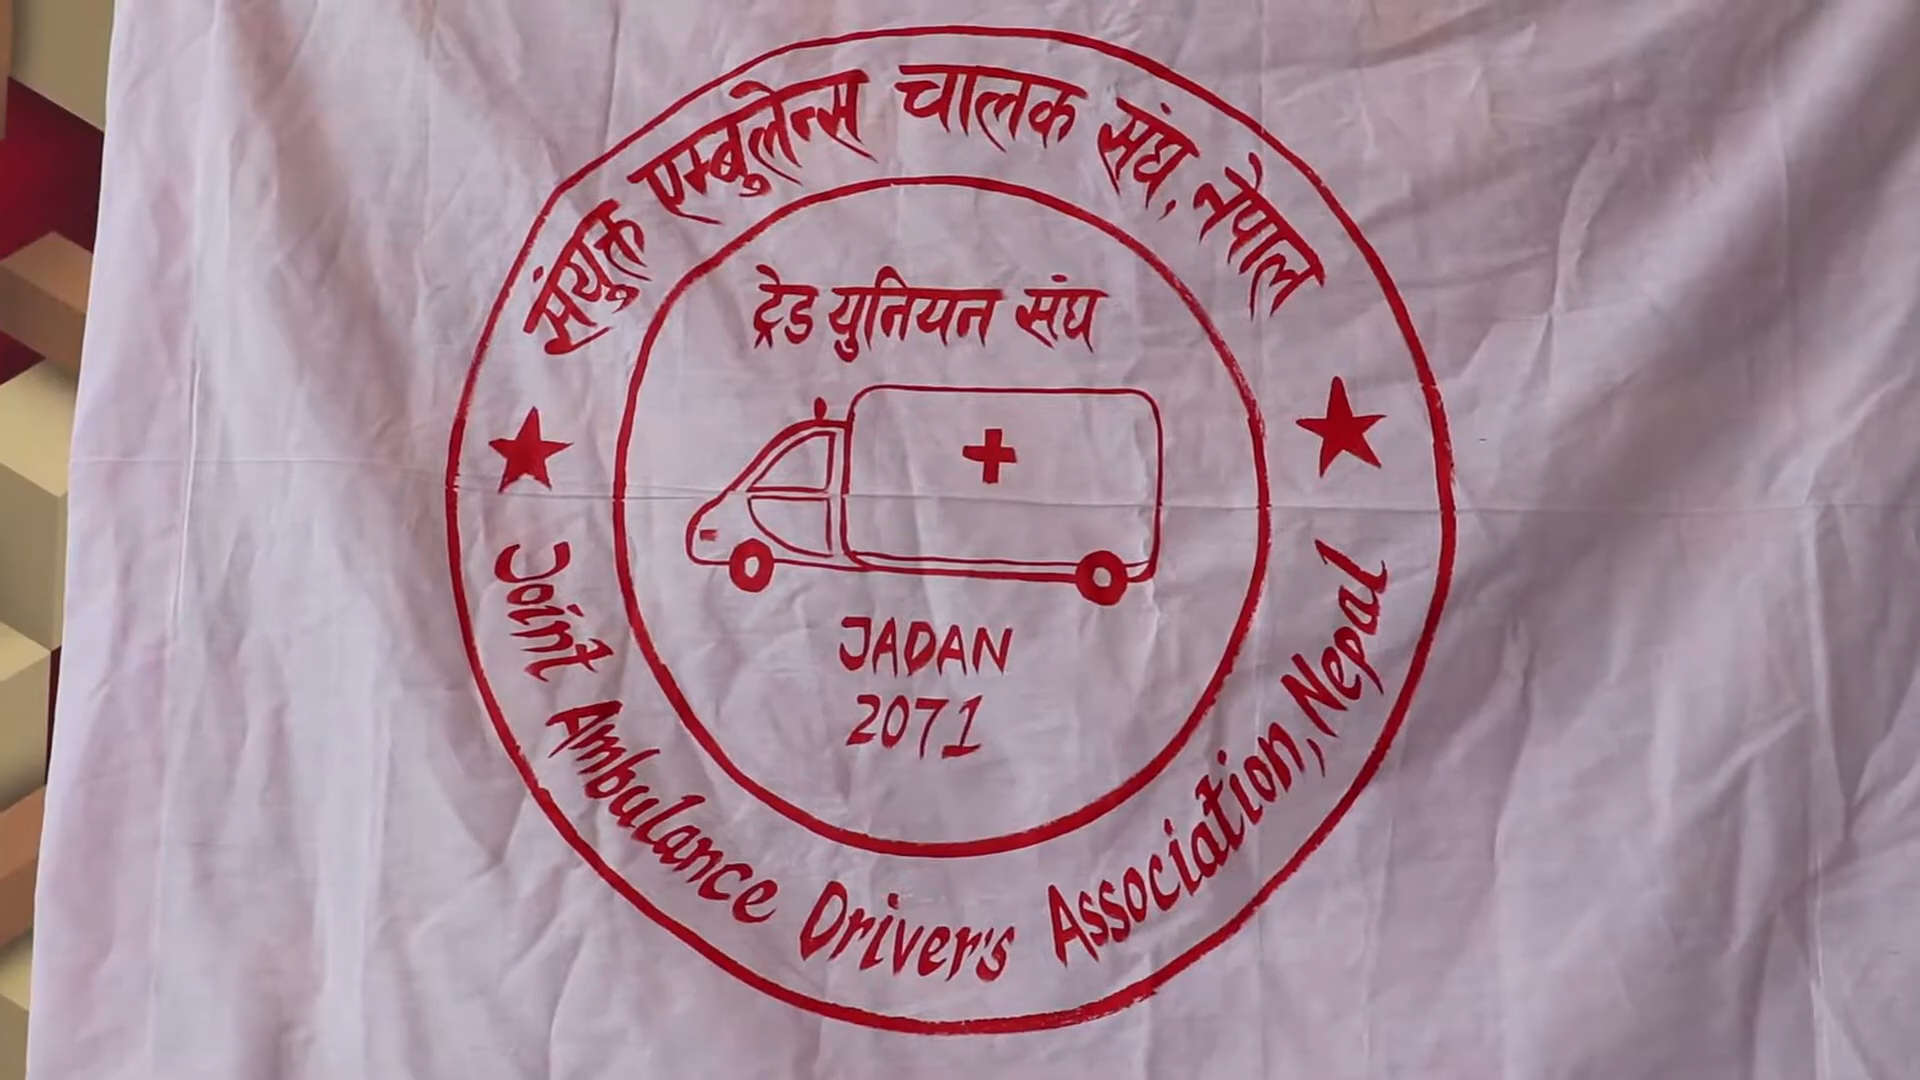 संयुक्त एम्बुलेन्स चालक संघ, नेपाल
ट्रेड युनियन संघ
JADAN
2071
Joint Ambulance Driver's Association, Nepal